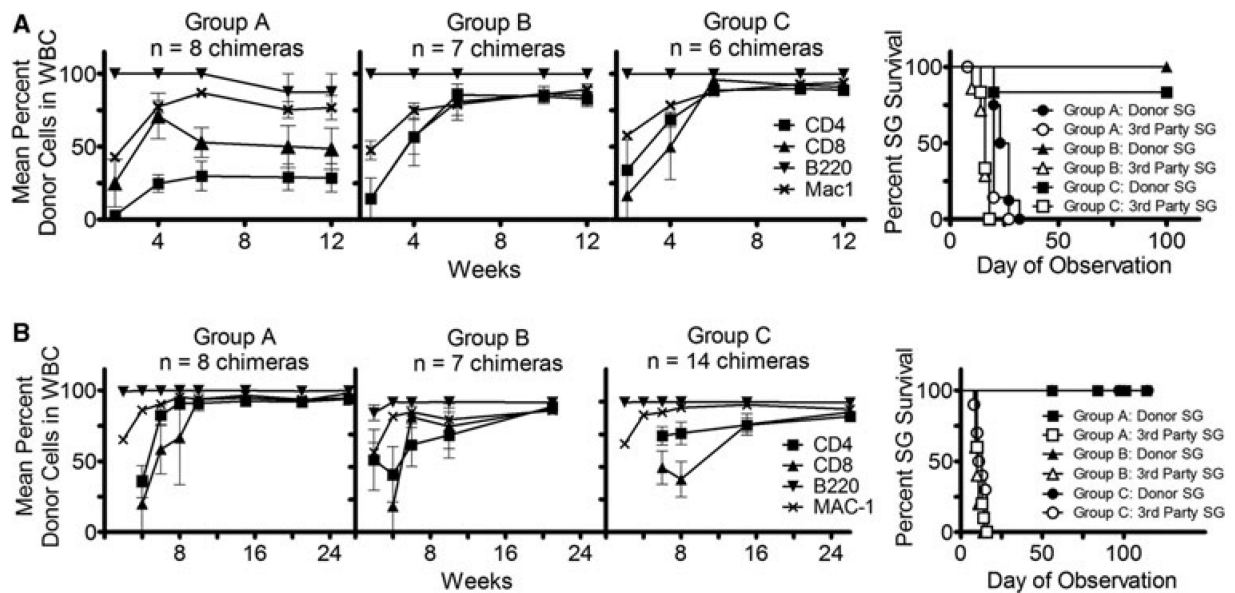 A
Group A
n = 8 chimeras
Group B
n = 7 chimeras
Group C
n = 6 chimeras
Mean Percent
Donor Cells in WBC
100
50
0
CD4
CD8
B220
Mac1
4
8
12
4
8
12
4
8
12
Weeks
Percent SG Survival
100
50
0
Group A: Donor SG
Group A: 3rd Party SG
Group B: Donor SG
Group B: 3rd Party SG
Group C: Donor SG
Group C: 3rd Party SG
0
50
100
Day of Observation
B
Group A
n = 8 chimeras
Group B
n = 7 chimeras
Group C
n = 14 chimeras
Mean Percent
Donor Cells in WBC
100
50
0
CD4
CD8
B220
MAC-1
8
16
24
8
16
24
8
16
24
Weeks
Percent SG Survival
100
50
0
Group A: Donor SG
Group A: 3rd Party SG
Group B: Donor SG
Group B: 3rd Party SG
Group C: Donor SG
Group C: 3rd Party SG
0
50
100
Day of Observation